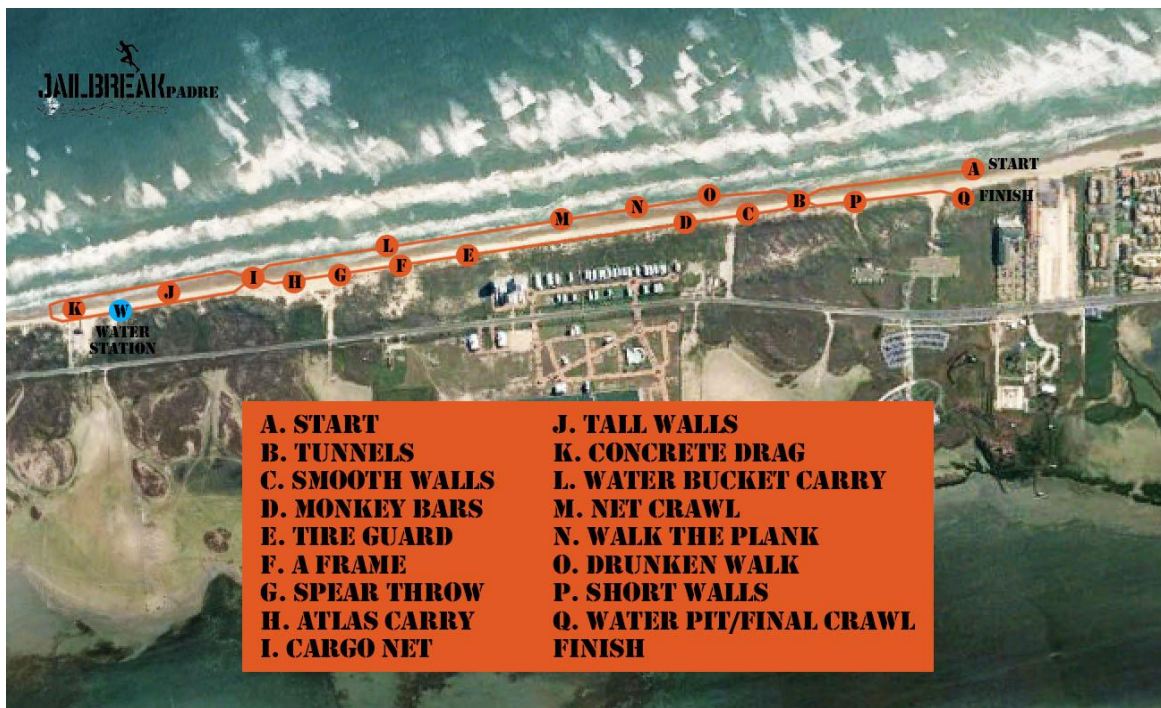 JAILBREAK PADRE
A START
Q FINISH
B
P
O
C
N
D
M
L
E
F
G
I
H
J
K
W
WATER
STATION
A. START
B. TUNNELS
C. SMOOTH WALLS
D. MONKEY BARS
E. TIRE GUARD
F. A FRAME
G. SPEAR THROW
H. ATLAS CARRY
I. CARGO NET
J. TALL WALLS
K. CONCRETE DRAG
L. WATER BUCKET CARRY
M. NET CRAWL
N. WALK THE PLANK
O. DRUNKEN WALK
P. SHORT WALLS
Q. WATER PIT/FINAL CRAWL
FINISH